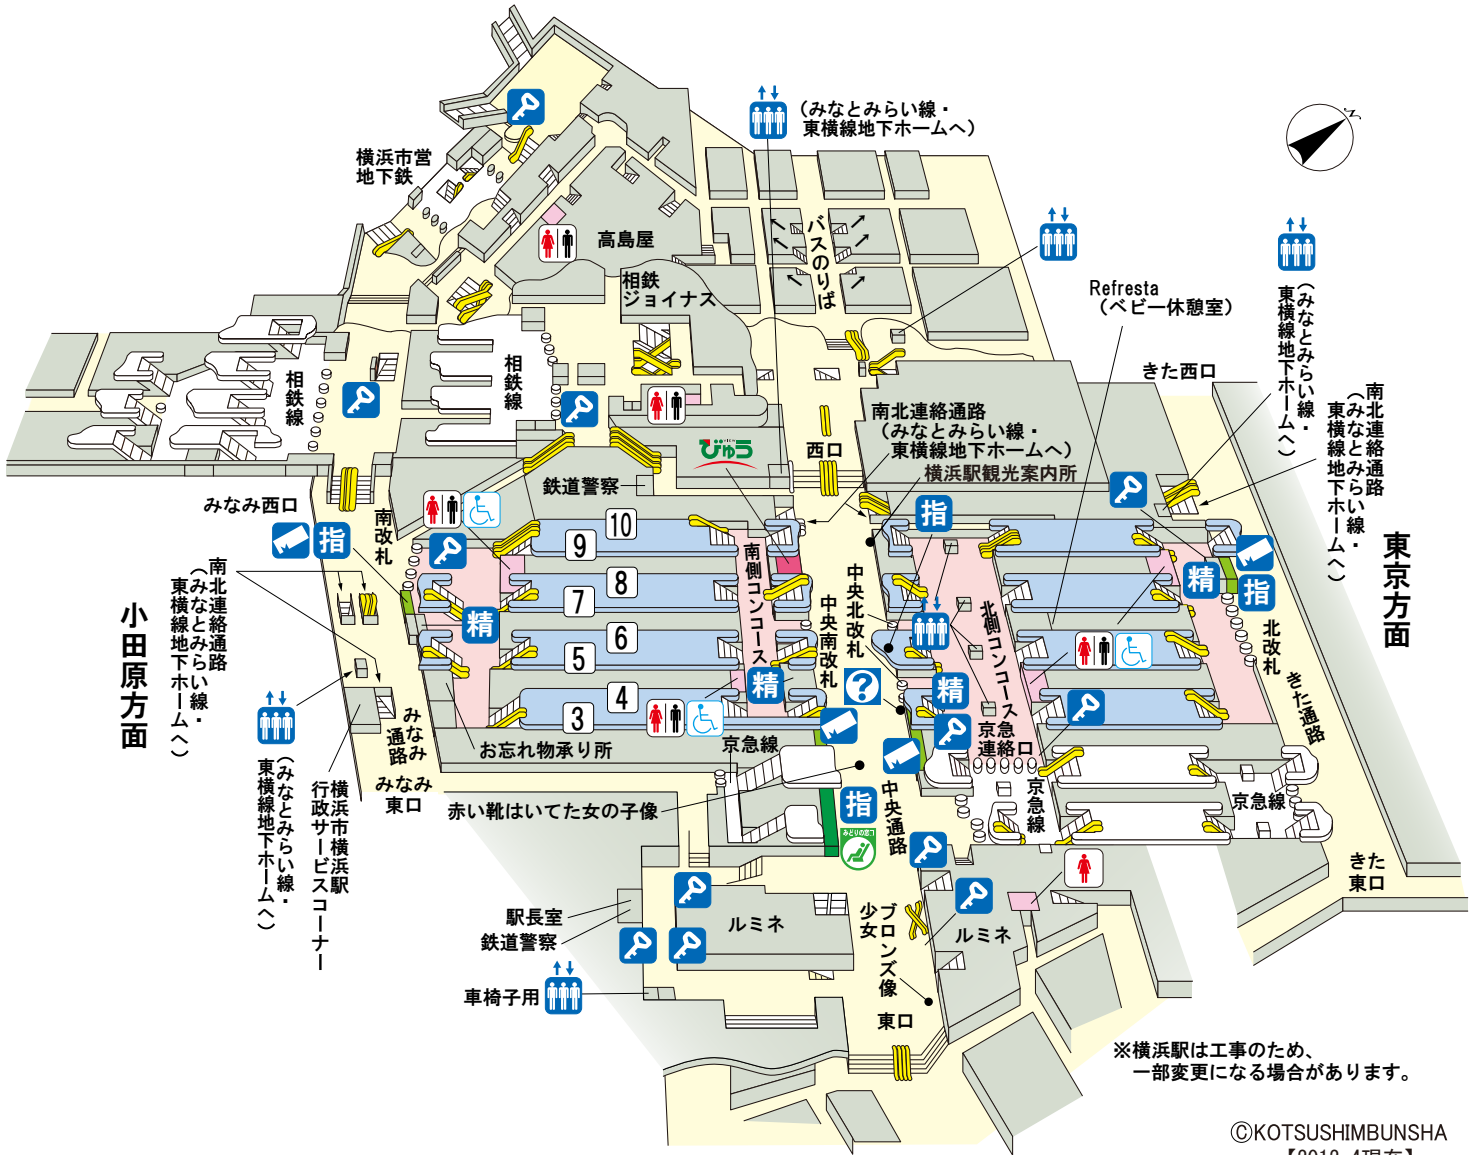 (みなとみらい線・
東横線地下ホームへ)
横浜市営
地下鉄
高島屋
バスのりば
相鉄
ジョイナス
Refresta
(ベビー休憩室)
(みなとみらい線・
東横線地下ホームへ)
きた西口
南北連絡通路
(みなとみらい線・
東横線地下ホームへ)
相鉄線
相鉄線
南北連絡通路
(みなとみらい線・
東横線地下ホームへ)
びゅう
西口
横浜駅観光案内所
鉄道警察
みなみ西口
南改札
指
指
10
9
8
7
6
5
4
3
精
精
精
精
指
南側コンコース
中央北改札
中央南改札
北側コンコース
北改札
東京方面
小田原方面
南北連絡通路
(みなとみらい線・
東横線地下ホームへ)
?
きた通路
みなみ
通路
みなみ
東口
お忘れ物承り所
京急線
京急
連絡口
京急線
京急線
(みなとみらい線・
東横線地下ホームへ)
横浜市横浜駅
行政サービスコーナー
赤い靴はいてた女の子像
指
中央通路
みどりの窓口
きた
東口
駅長室
鉄道警察
ルミネ
ブロンズ像
少女
ルミネ
車椅子用
東口
※横浜駅は工事のため、
一部変更になる場合があります。
©KOTSUSHIMBUNSHA